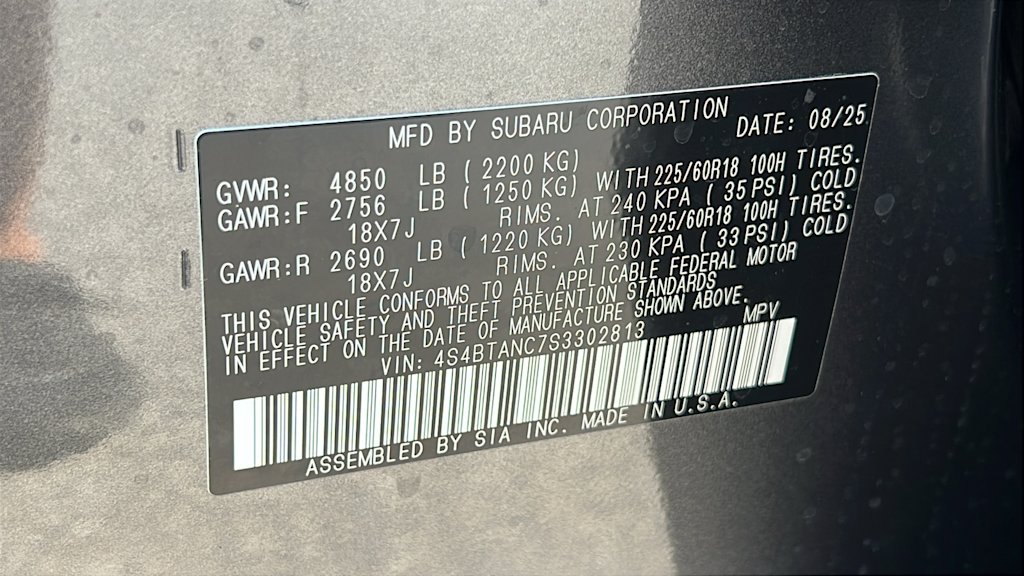 MFD BY SUBARU CORPORATION DATE: 08/25
GVWR: 4850 LB ( 2200 KG)
GAWR:F 2756 LB ( 1250 KG) WITH 225/60R18 100H TIRES.
18X7J RIMS. AT 240 KPA ( 35 PSI) COLD
GAWR:R 2690 LB ( 1220 KG) WITH 225/60R18 100H TIRES.
18X7J RIMS. AT 230 KPA ( 33 PSI) COLD
THIS VEHICLE CONFORMS TO ALL APPLICABLE FEDERAL MOTOR
VEHICLE SAFETY AND THEFT PREVENTION STANDARDS
IN EFFECT ON THE DATE OF MANUFACTURE SHOWN ABOVE.
VIN: 4S4BTANC7S3302813 MPV
ASSEMBLED BY SIA INC. MADE IN U.S.A.